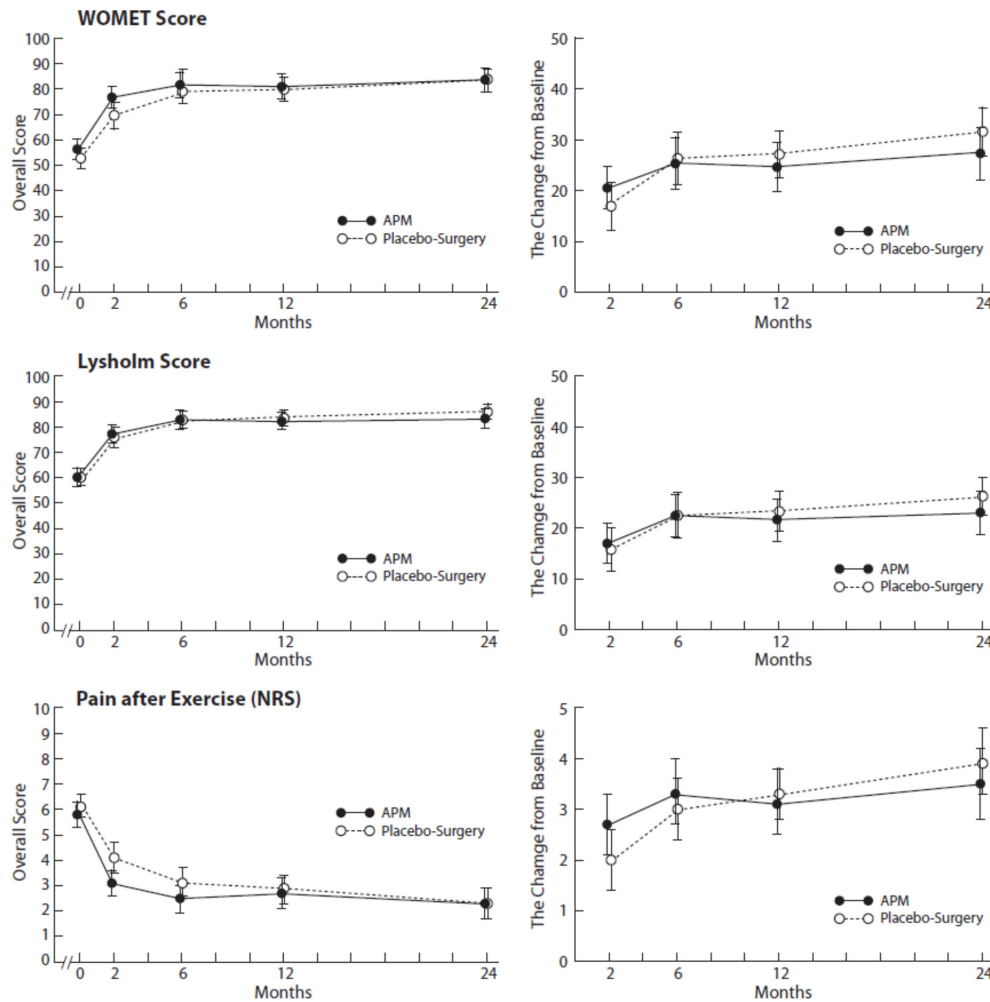 WOMET Score
100
90
80
70
60
50
40
30
20
10
0
Overall Score
APM
Placebo-Surgery
0 2 6 12 24
Months
50
40
30
20
10
0
The Chamge from Baseline
APM
Placebo-Surgery
2 6 12 24
Months
Lysholm Score
100
90
80
70
60
50
40
30
20
10
0
Overall Score
APM
Placebo-Surgery
0 2 6 12 24
Months
50
40
30
20
10
0
The Chamge from Baseline
APM
Placebo-Surgery
2 6 12 24
Months
Pain after Exercise (NRS)
10
9
8
7
6
5
4
3
2
1
0
Overall Score
APM
Placebo-Surgery
0 2 6 12 24
Months
5
4
3
2
1
0
The Chamge from Baseline
APM
Placebo-Surgery
2 6 12 24
Months